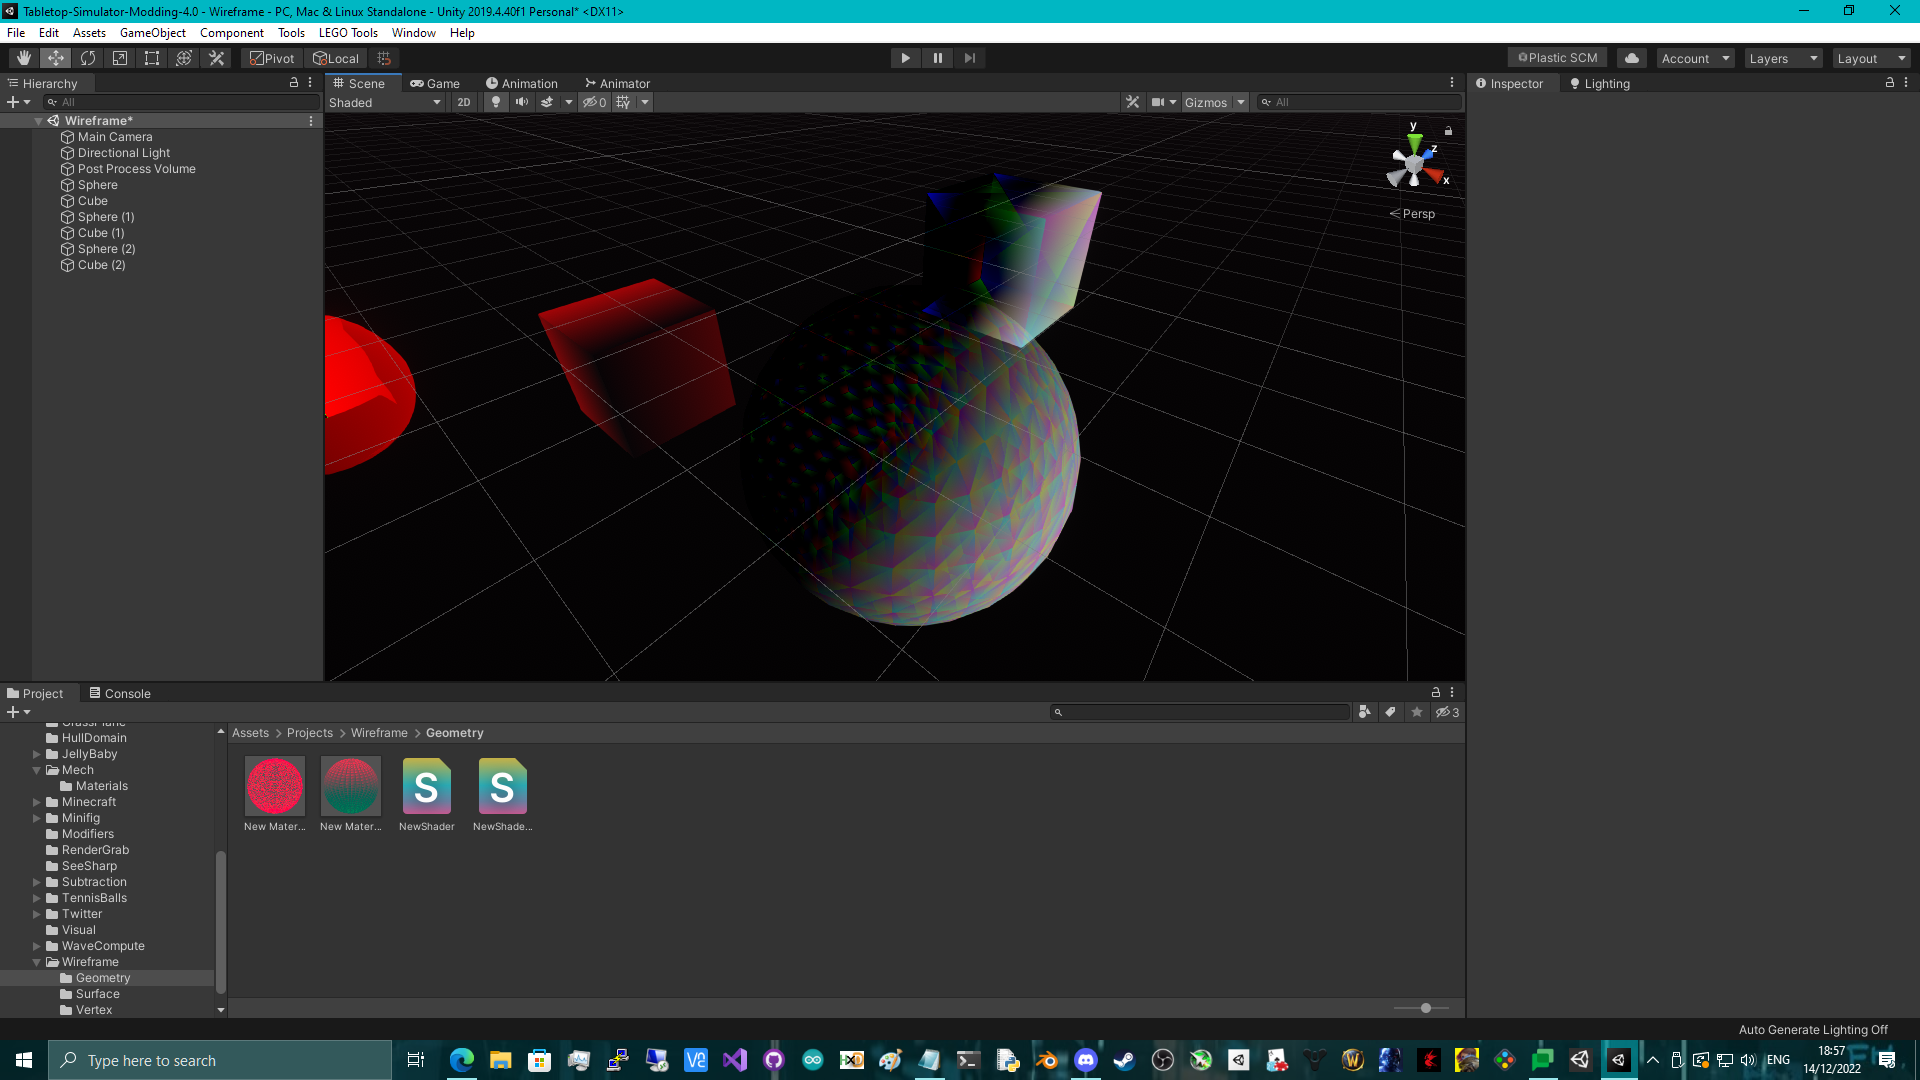 Tabletop-Simulator-Modding-4.0 - Wireframe - PC, Mac & Linux Standalone - Unity 2019.4.40f1 Personal* <DX11>
File Edit Assets GameObject Component Tools LEGO Tools Window Help
Pivot Local Plastic SCM Account Layers Layout
Hierarchy
All
Wireframe*
Main Camera
Directional Light
Post Process Volume
Sphere
Cube
Sphere (1)
Cube (1)
Sphere (2)
Cube (2)
Scene Game Animation Animator
Shaded 2D 0 Gizmos All
y
z
x
Persp
Inspector Lighting
Project Console
3
HullDomain
JellyBaby
Mech
Materials
Minecraft
Minifig
Modifiers
RenderGrab
SeeSharp
Subtraction
TennisBalls
Twitter
Visual
WaveCompute
Wireframe
Geometry
Surface
Vertex
Assets > Projects > Wireframe > Geometry
S S
New Mater... New Mater... NewShader NewShade...
Auto Generate Lighting Off
Type here to search
ENG
18:57
14/12/2022